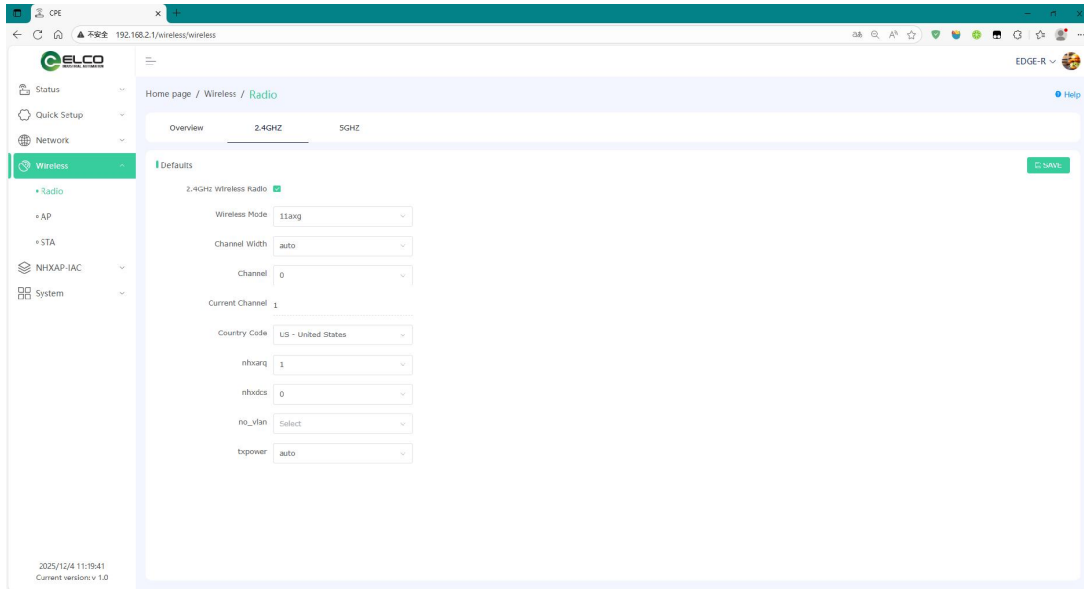 CPE
不安全 192.168.2.1/wireless/wireless
ELCO
EDGE-R
Status
Quick Setup
Network
Wireless
Radio
AP
STA
NHXAP-IAC
System
2025/12/4 11:19:41
Current version: v 1.0
Home page / Wireless / Radio
Help
Overview 2.4GHZ 5GHZ
Defaults
SAVE
2.4GHz Wireless Radio
Wireless Mode 11axg
Channel Width auto
Channel 0
Current Channel 1
Country Code US - United States
nhxarq 1
nhxdcs 0
no_vlan Select
txpower auto